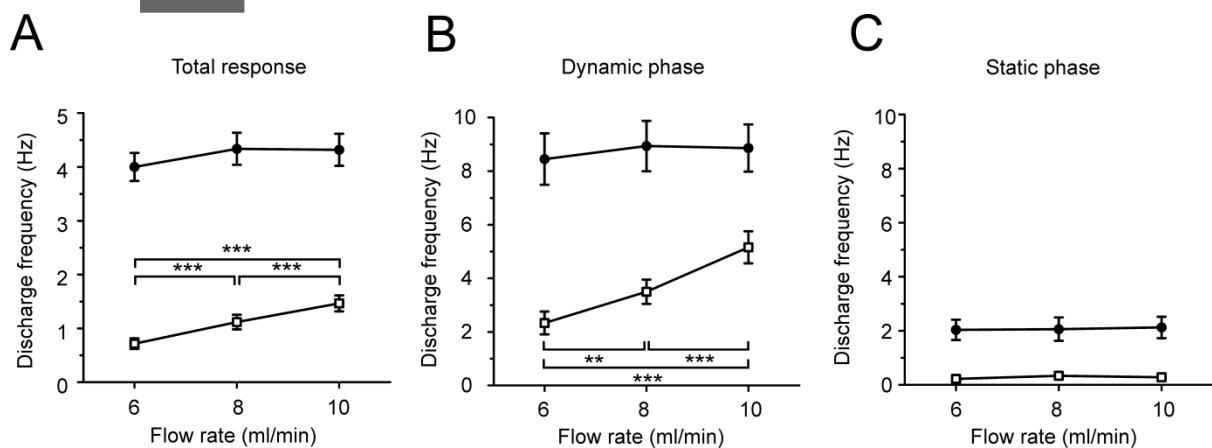 A
Total response
Discharge frequency (Hz)
5
4
3
2
1
0
***
***
***
6
8
10
Flow rate (ml/min)
B
Dynamic phase
Discharge frequency (Hz)
10
8
6
4
2
0
**
***
***
6
8
10
Flow rate (ml/min)
C
Static phase
Discharge frequency (Hz)
10
8
6
4
2
0
6
8
10
Flow rate (ml/min)